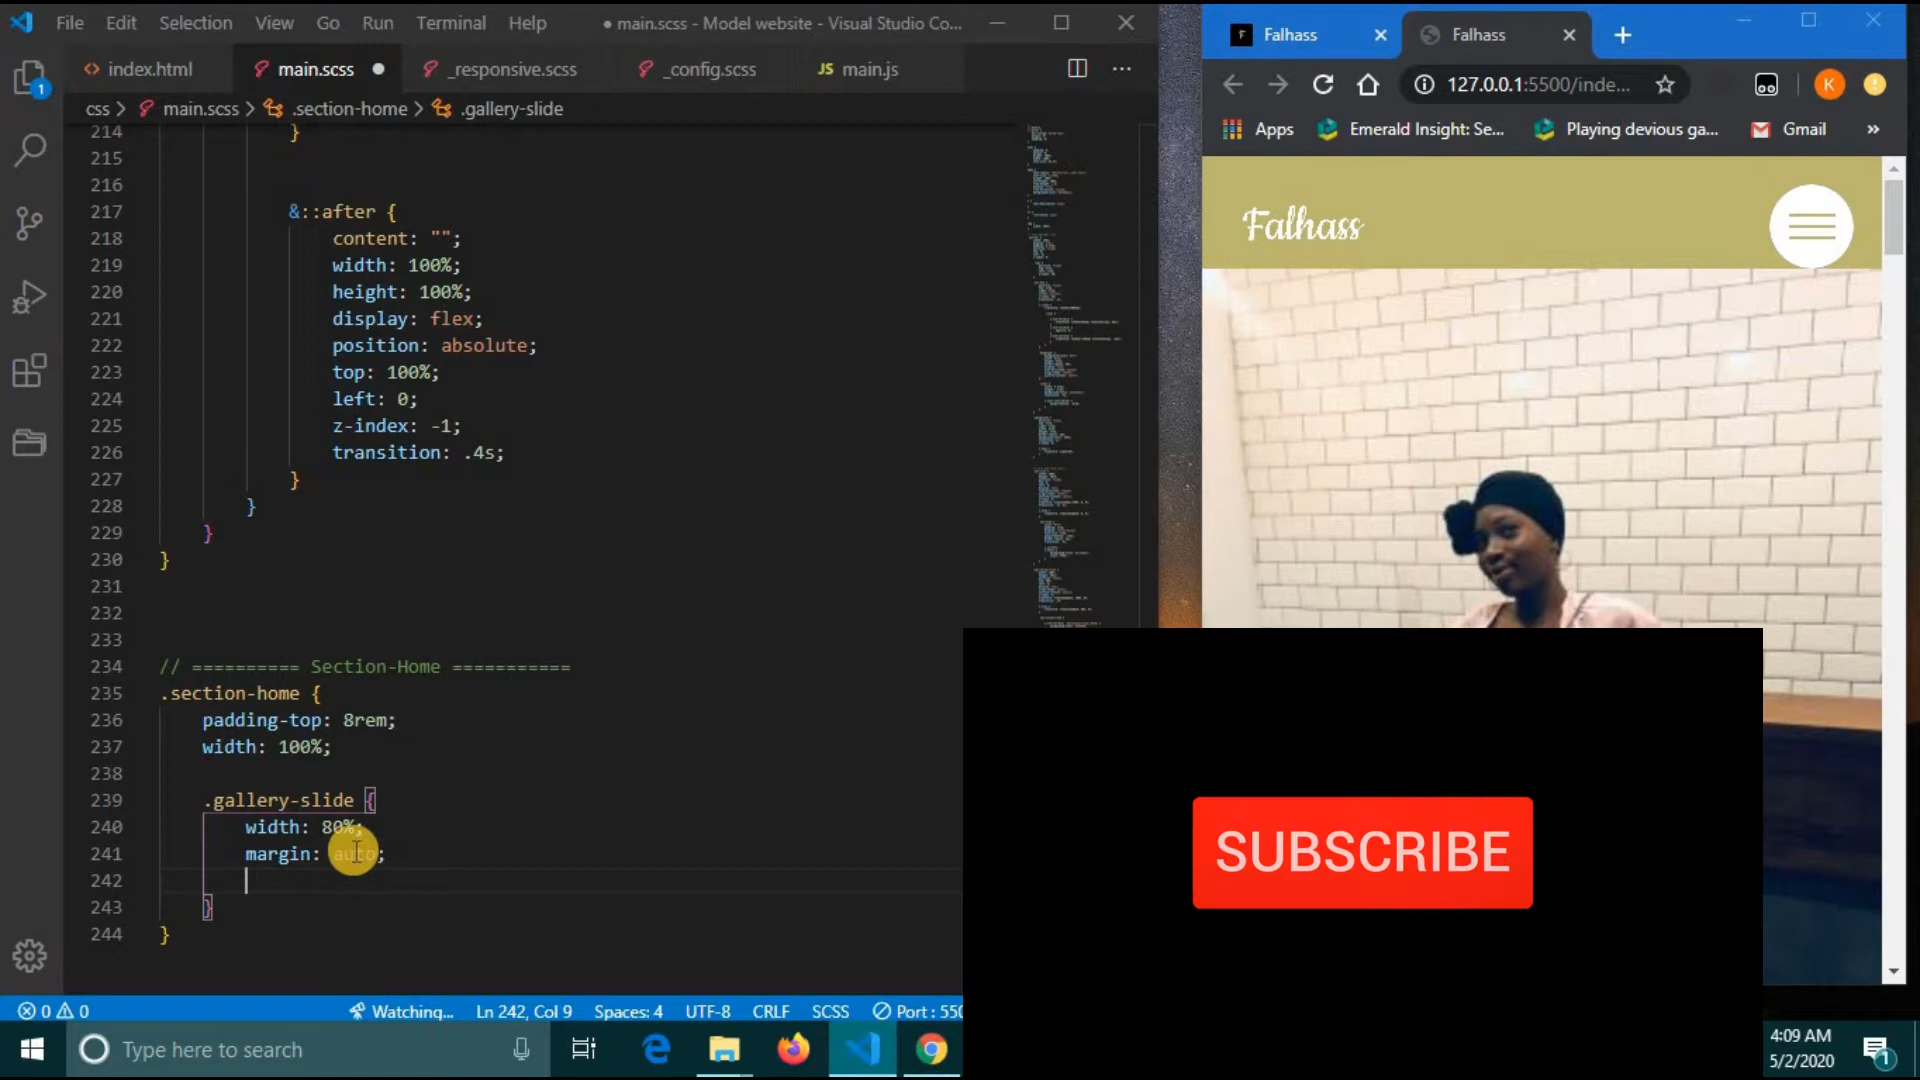 File Edit Selection View Go Run Terminal Help
● main.scss - Model website - Visual Studio Co...
index.html
main.scss
_responsive.scss
_config.scss
JS main.js
css > main.scss > .section-home > .gallery-slide
214 }
215
216
217 &::after {
218 content: "";
219 width: 100%;
220 height: 100%;
221 display: flex;
222 position: absolute;
223 top: 100%;
224 left: 0;
225 z-index: -1;
226 transition: .4s;
227 }
228 }
229 }
230 }
231
232
233
234 // ========== Section-Home ===========
235 .section-home {
236 padding-top: 8rem;
237 width: 100%;
238
239 .gallery-slide {
240 width: 80%;
241 margin: auto;
242
243 }
244 }
1
0 0
Watching...
Ln 242, Col 9
Spaces: 4
UTF-8
CRLF
SCSS
Port : 550
Type here to search
Falhass
Falhass
127.0.0.1:5500/inde...
K
Apps
Emerald Insight: Se...
Playing devious ga...
Gmail
»
Falhass
SUBSCRIBE
4:09 AM
5/2/2020
1